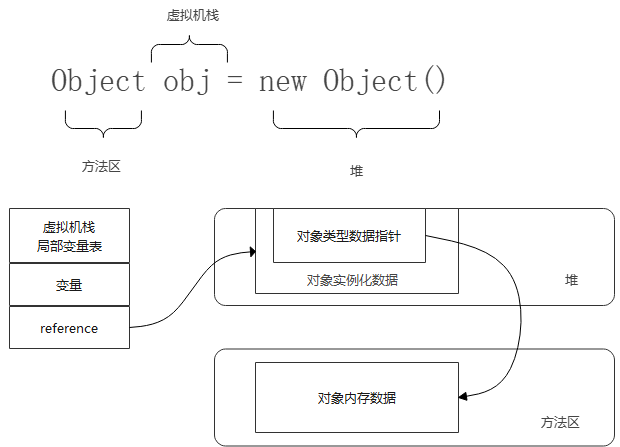 虚拟机栈
Object obj = new Object()
方法区
堆
虚拟机栈
局部变量表
变量
reference
对象类型数据指针
对象实例化数据
堆
对象内存数据
方法区